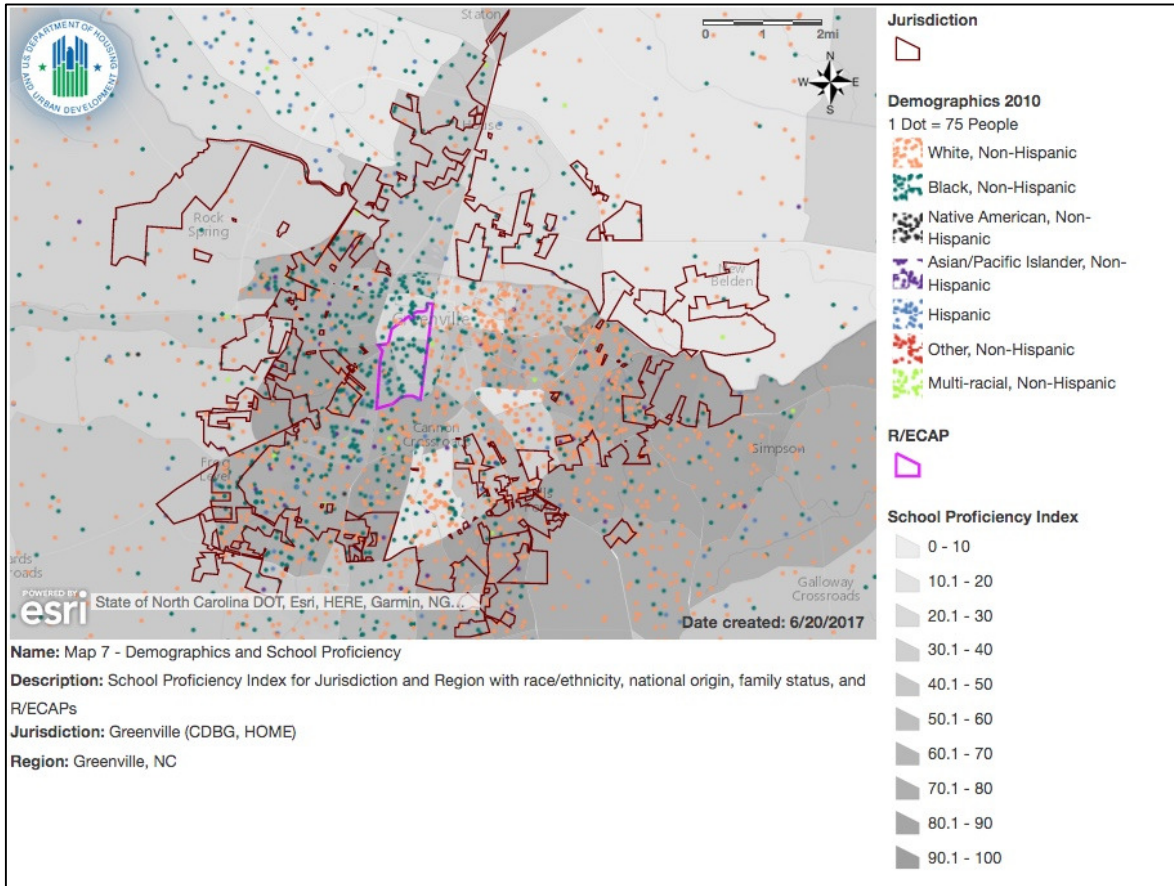 U.S. DEPARTMENT OF HOUSING
AND URBAN DEVELOPMENT
Staton
0 1 2mi
N
W E
S
House
Rock
Spring
New
Belden
Greenville
Cannon
Crossroads
Simpson
Frog
Level
Galloway
Crossroads
POWERED BY
esri
State of North Carolina DOT, Esri, HERE, Garmin, NG...
Date created: 6/20/2017
Name: Map 7 - Demographics and School Proficiency
Description: School Proficiency Index for Jurisdiction and Region with race/ethnicity, national origin, family status, and
R/ECAPs
Jurisdiction: Greenville (CDBG, HOME)
Region: Greenville, NC
Jurisdiction
Demographics 2010
1 Dot = 75 People
White, Non-Hispanic
Black, Non-Hispanic
Native American, Non-
Hispanic
Asian/Pacific Islander, Non-
Hispanic
Hispanic
Other, Non-Hispanic
Multi-racial, Non-Hispanic
R/ECAP
School Proficiency Index
0 - 10
10.1 - 20
20.1 - 30
30.1 - 40
40.1 - 50
50.1 - 60
60.1 - 70
70.1 - 80
80.1 - 90
90.1 - 100